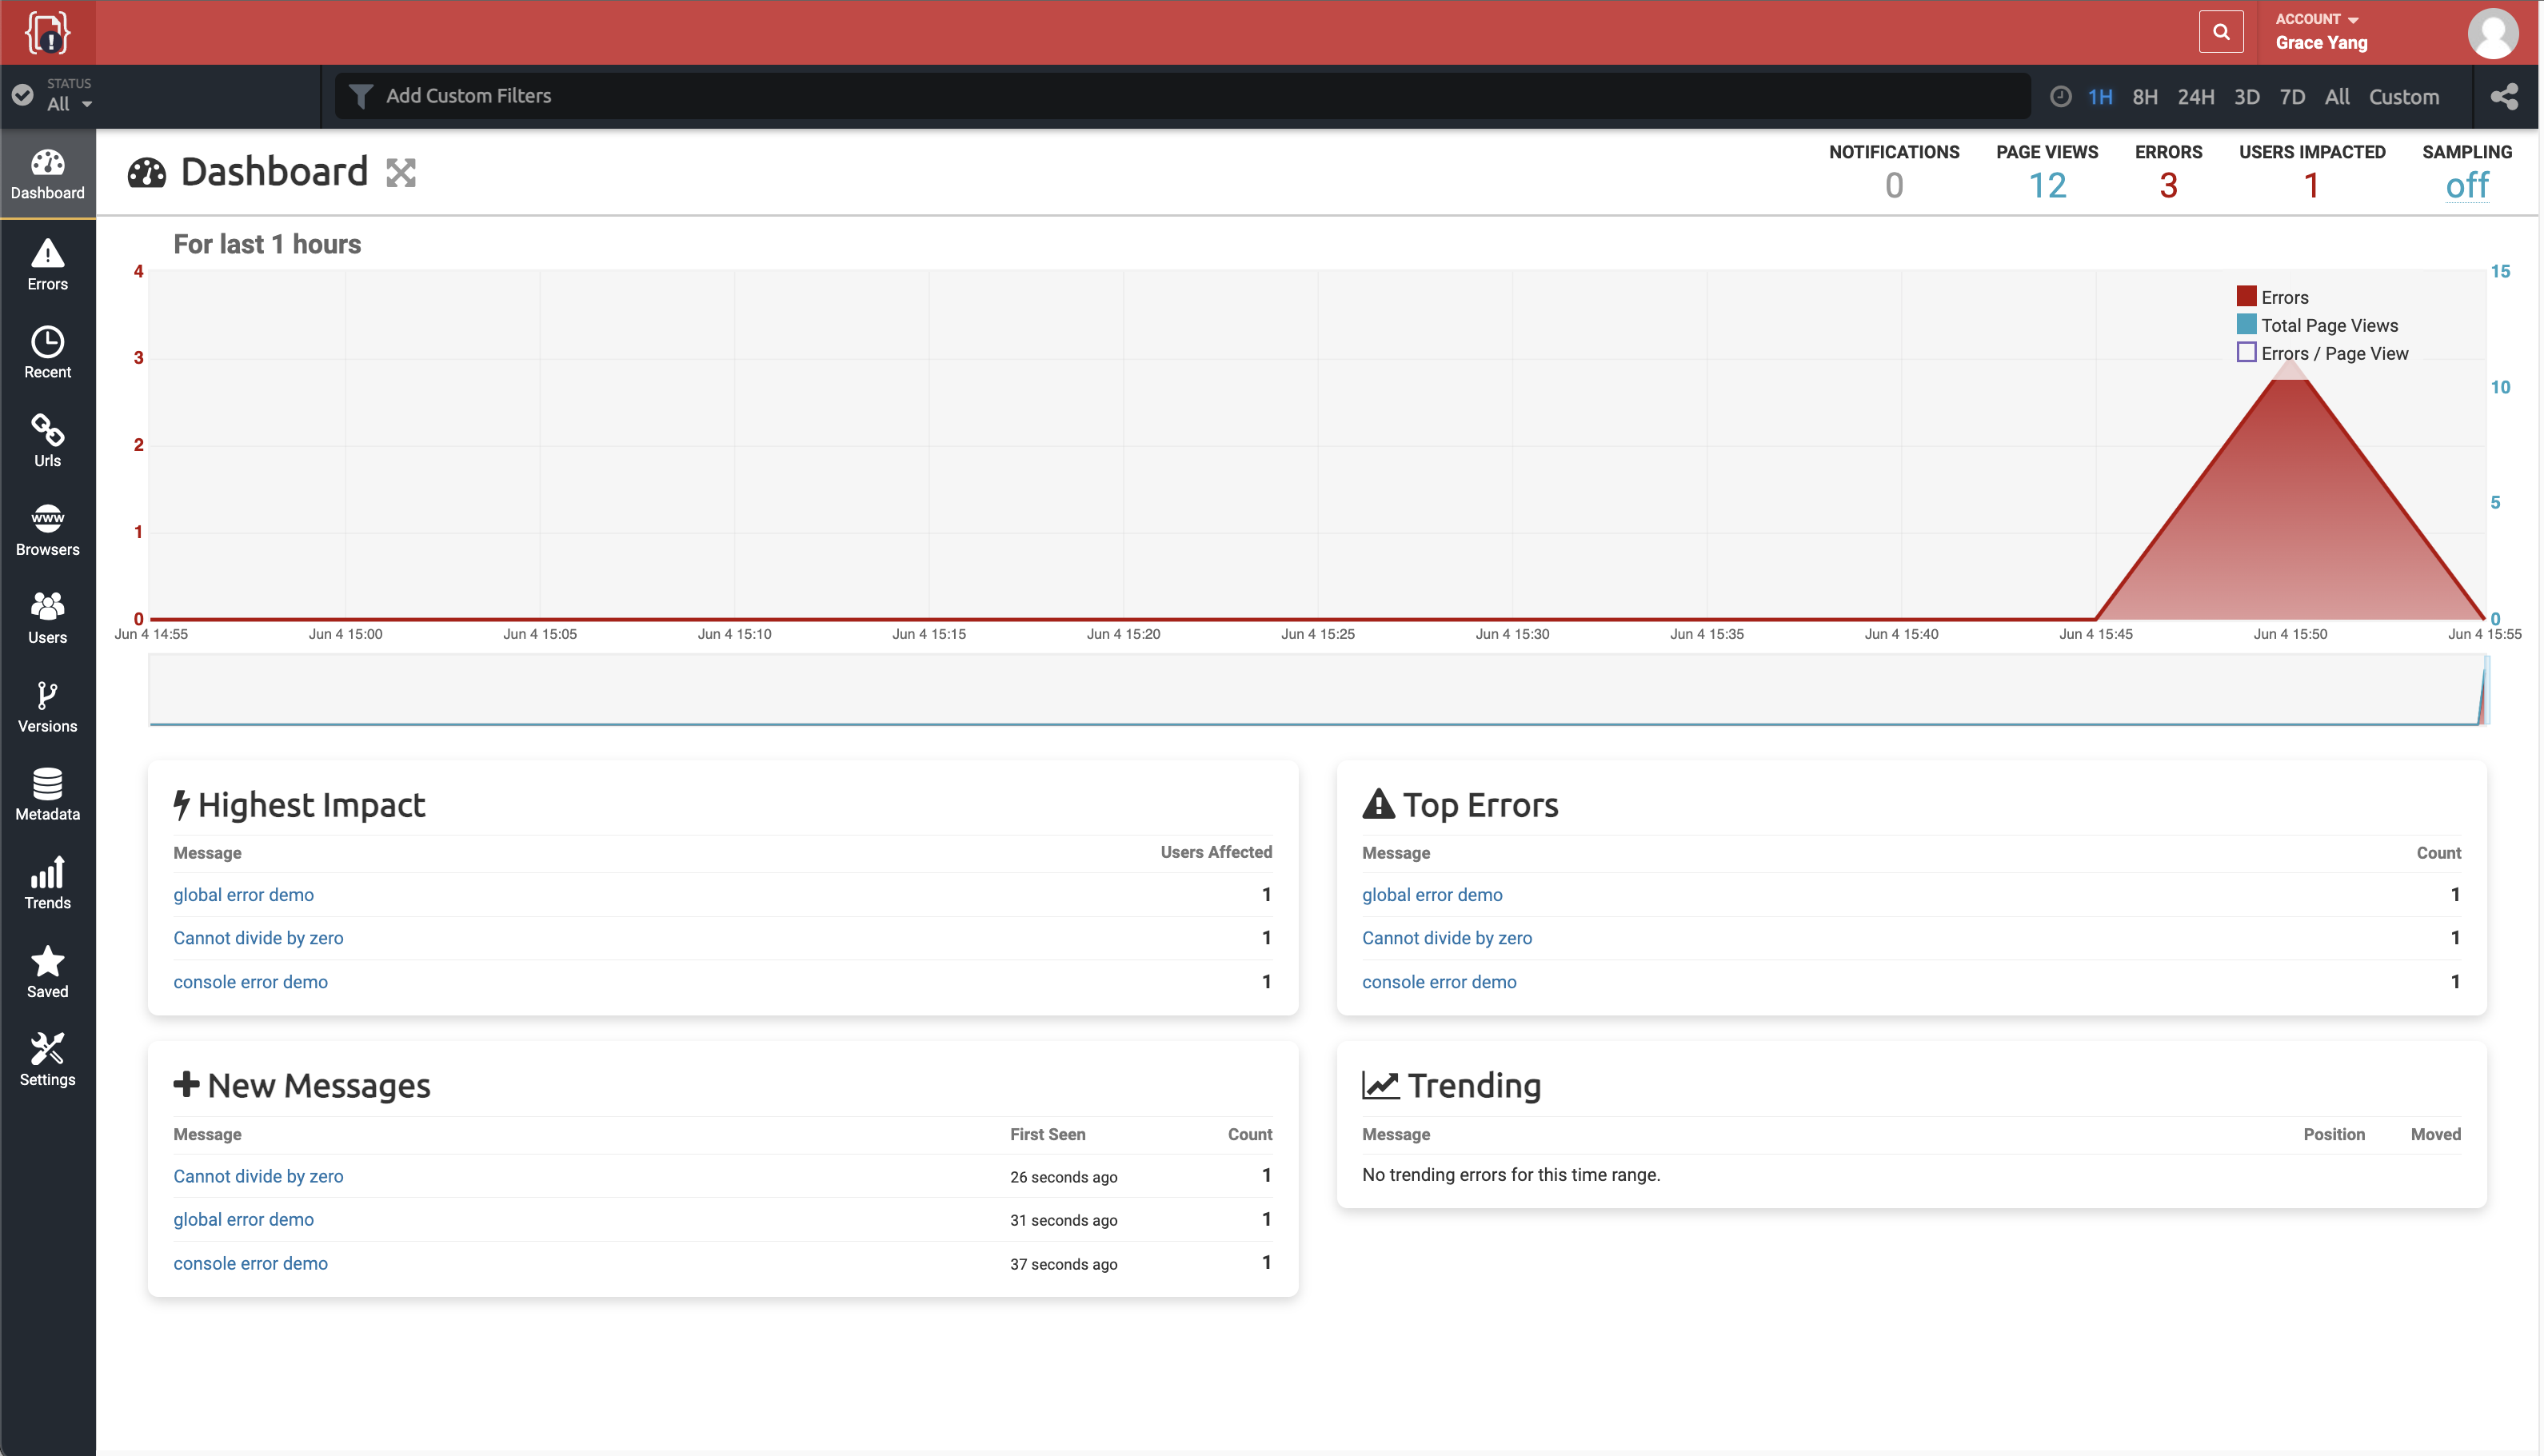 ACCOUNT
Grace Yang
STATUS
All
Add Custom Filters
1H 8H 24H 3D 7D All Custom
Dashboard
Errors
Recent
Urls
www
Browsers
Users
Versions
Metadata
Trends
Saved
Settings
Dashboard
NOTIFICATIONS
0
PAGE VIEWS
12
ERRORS
3
USERS IMPACTED
1
SAMPLING
off
For last 1 hours
4
3
2
1
0
15
10
5
0
Errors
Total Page Views
Errors / Page View
Jun 4 14:55 Jun 4 15:00 Jun 4 15:05 Jun 4 15:10 Jun 4 15:15 Jun 4 15:20 Jun 4 15:25 Jun 4 15:30 Jun 4 15:35 Jun 4 15:40 Jun 4 15:45 Jun 4 15:50 Jun 4 15:55
Highest Impact
Message Users Affected
global error demo 1
Cannot divide by zero 1
console error demo 1
Top Errors
Message Count
global error demo 1
Cannot divide by zero 1
console error demo 1
New Messages
Message First Seen Count
Cannot divide by zero 26 seconds ago 1
global error demo 31 seconds ago 1
console error demo 37 seconds ago 1
Trending
Message Position Moved
No trending errors for this time range.